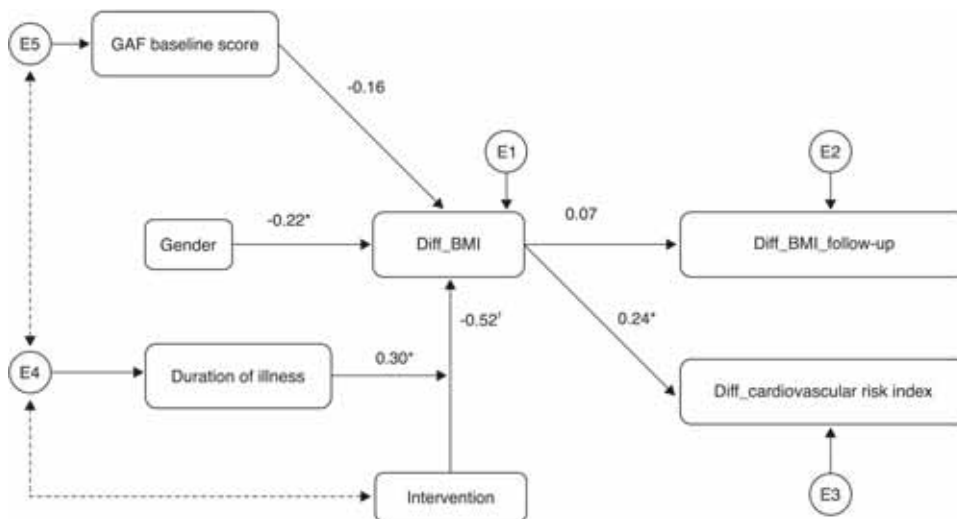 E5
GAF baseline score
-0.16
E1
E2
-0.22*
0.07
Gender
Diff_BMI
Diff_BMI_follow-up
-0.52†
0.24*
E4
Duration of illness
0.30*
Diff_cardiovascular risk index
Intervention
E3